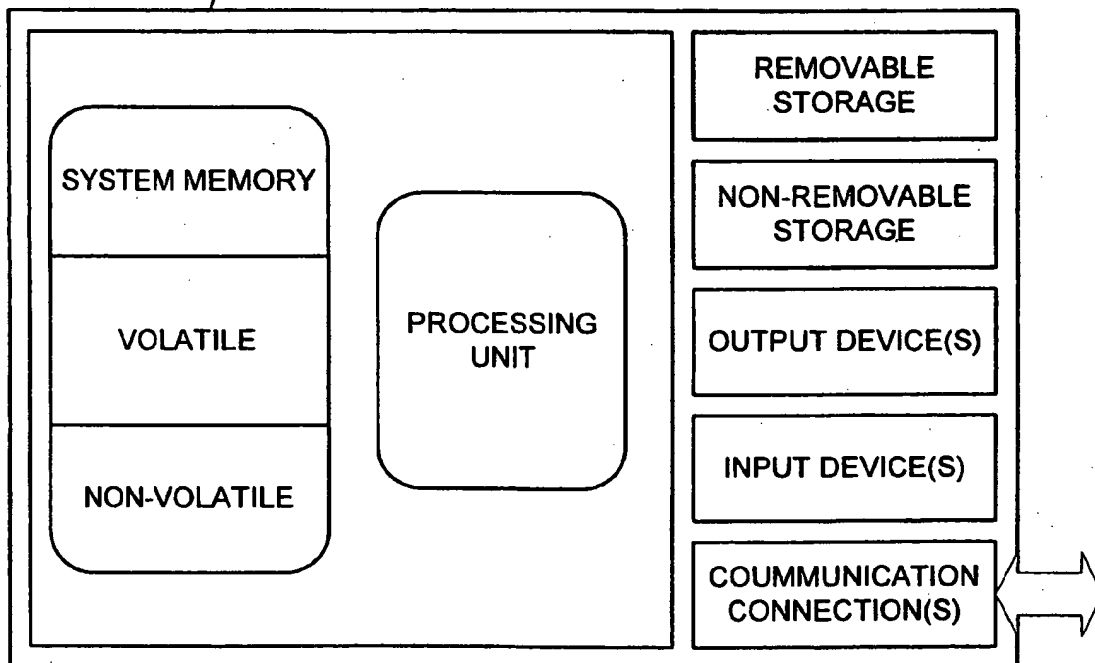 SYSTEM MEMORY
VOLATILE
NON-VOLATILE
PROCESSING
UNIT
REMOVABLE
STORAGE
NON-REMOVABLE
STORAGE
OUTPUT DEVICE(S)
INPUT DEVICE(S)
COUMMUNICATION
CONNECTION(S)